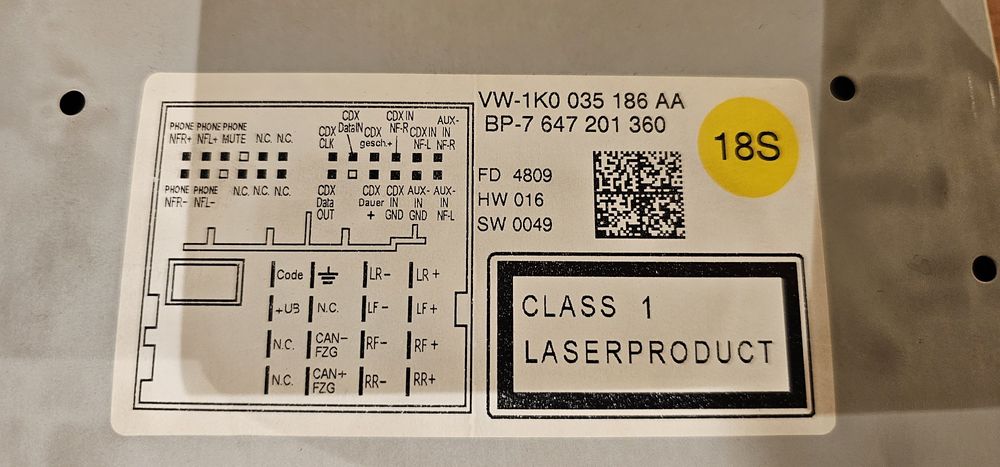 VW-1K0 035 186 AA
BP-7 647 201 360
18S
FD 4809
HW 016
SW 0049
CLASS 1
LASERPRODUCT
PHONE NFR+
PHONE NFL+
PHONE MUTE
N.C.
N.C.
CDX CLK
CDX DataIN
CDX gesch.+
CDX IN NF-R
CDX IN NF-L
AUX- IN NF-R
PHONE NFR-
PHONE NFL-
N.C.
N.C.
N.C.
CDX Data OUT
CDX Dauer +
CDX IN GND
AUX- IN GND
AUX- IN NF-L
Code
LR-
LR+
+UB
N.C.
LF-
LF+
N.C.
CAN- FZG
RF-
RF+
N.C.
CAN+ FZG
RR-
RR+